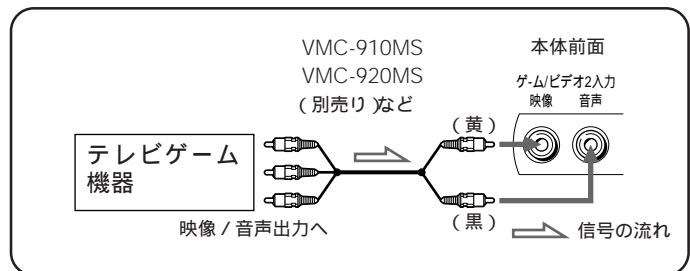 VMC-910MS
VMC-920MS
(別売り)など
本体前面
ゲーム/ビデオ2入力
映像 音声
(黄)
テレビゲーム
機器
映像/音声出力へ
(黒)
信号の流れ